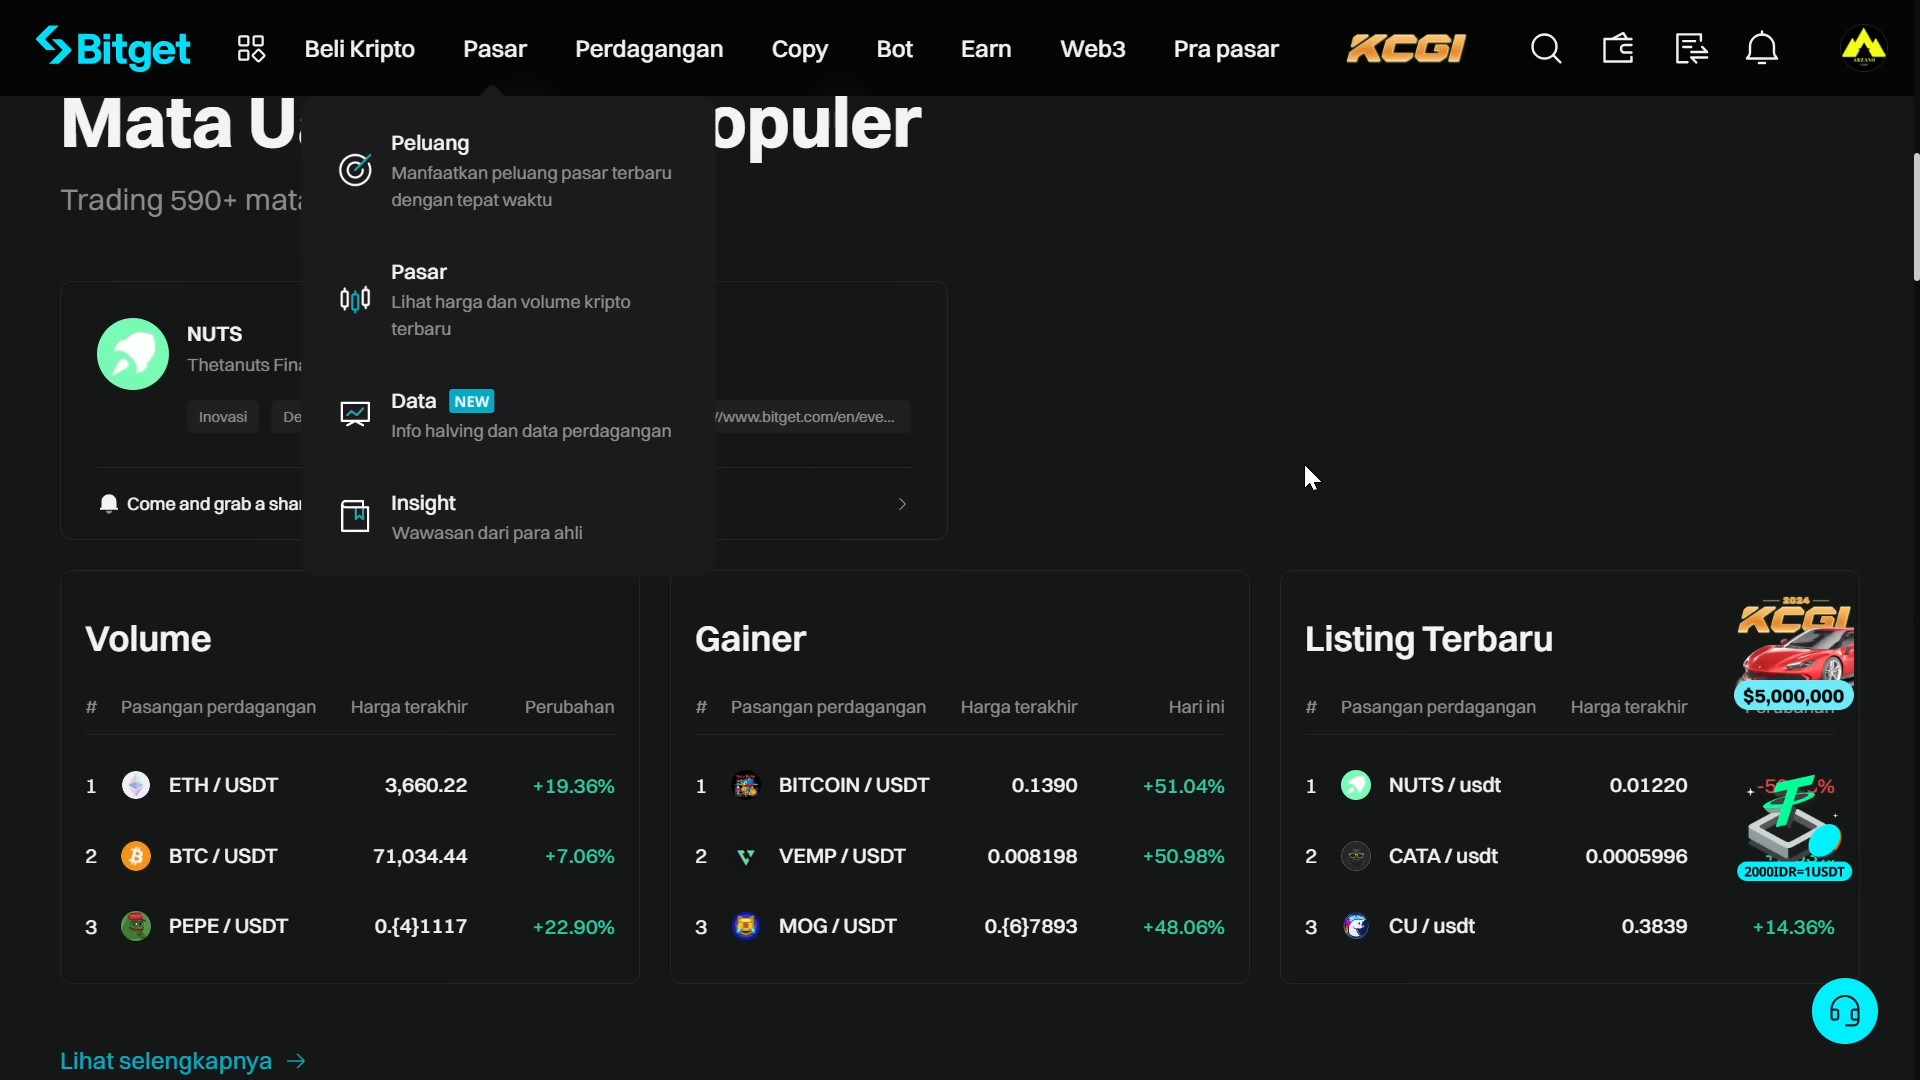 Bitget
Beli Kripto
Pasar
Perdagangan
Copy
Bot
Earn
Web3
Pra pasar
KCGI
ARZANO
Mata
opuler
Trading 590+
Peluang
Manfaatkan peluang pasar terbaru
dengan tepat waktu
Pasar
Lihat harga dan volume kripto
terbaru
Data NEW
Info halving dan data perdagangan
Insight
Wawasan dari para ahli
NUTS
Thetanuts
Inovasi
//www.bitget.com/en/eve...
Come and grab a
Volume
# Pasangan perdagangan Harga terakhir Perubahan
1 ETH / USDT 3,660.22 +19.36%
2 BTC / USDT 71,034.44 +7.06%
3 PEPE / USDT 0.{4}1117 +22.90%
Gainer
# Pasangan perdagangan Harga terakhir Hari ini
1 BITCOIN / USDT 0.1390 +51.04%
2 VEMP / USDT 0.008198 +50.98%
3 MOG / USDT 0.{6}7893 +48.06%
Listing Terbaru
2024
KCGI
$5,000,000
# Pasangan perdagangan Harga terakhir
1 NUTS / usdt 0.01220
2 CATA / usdt 0.0005996
2000IDR=1USDT
3 CU / usdt 0.3839 +14.36%
Lihat selengkapnya →